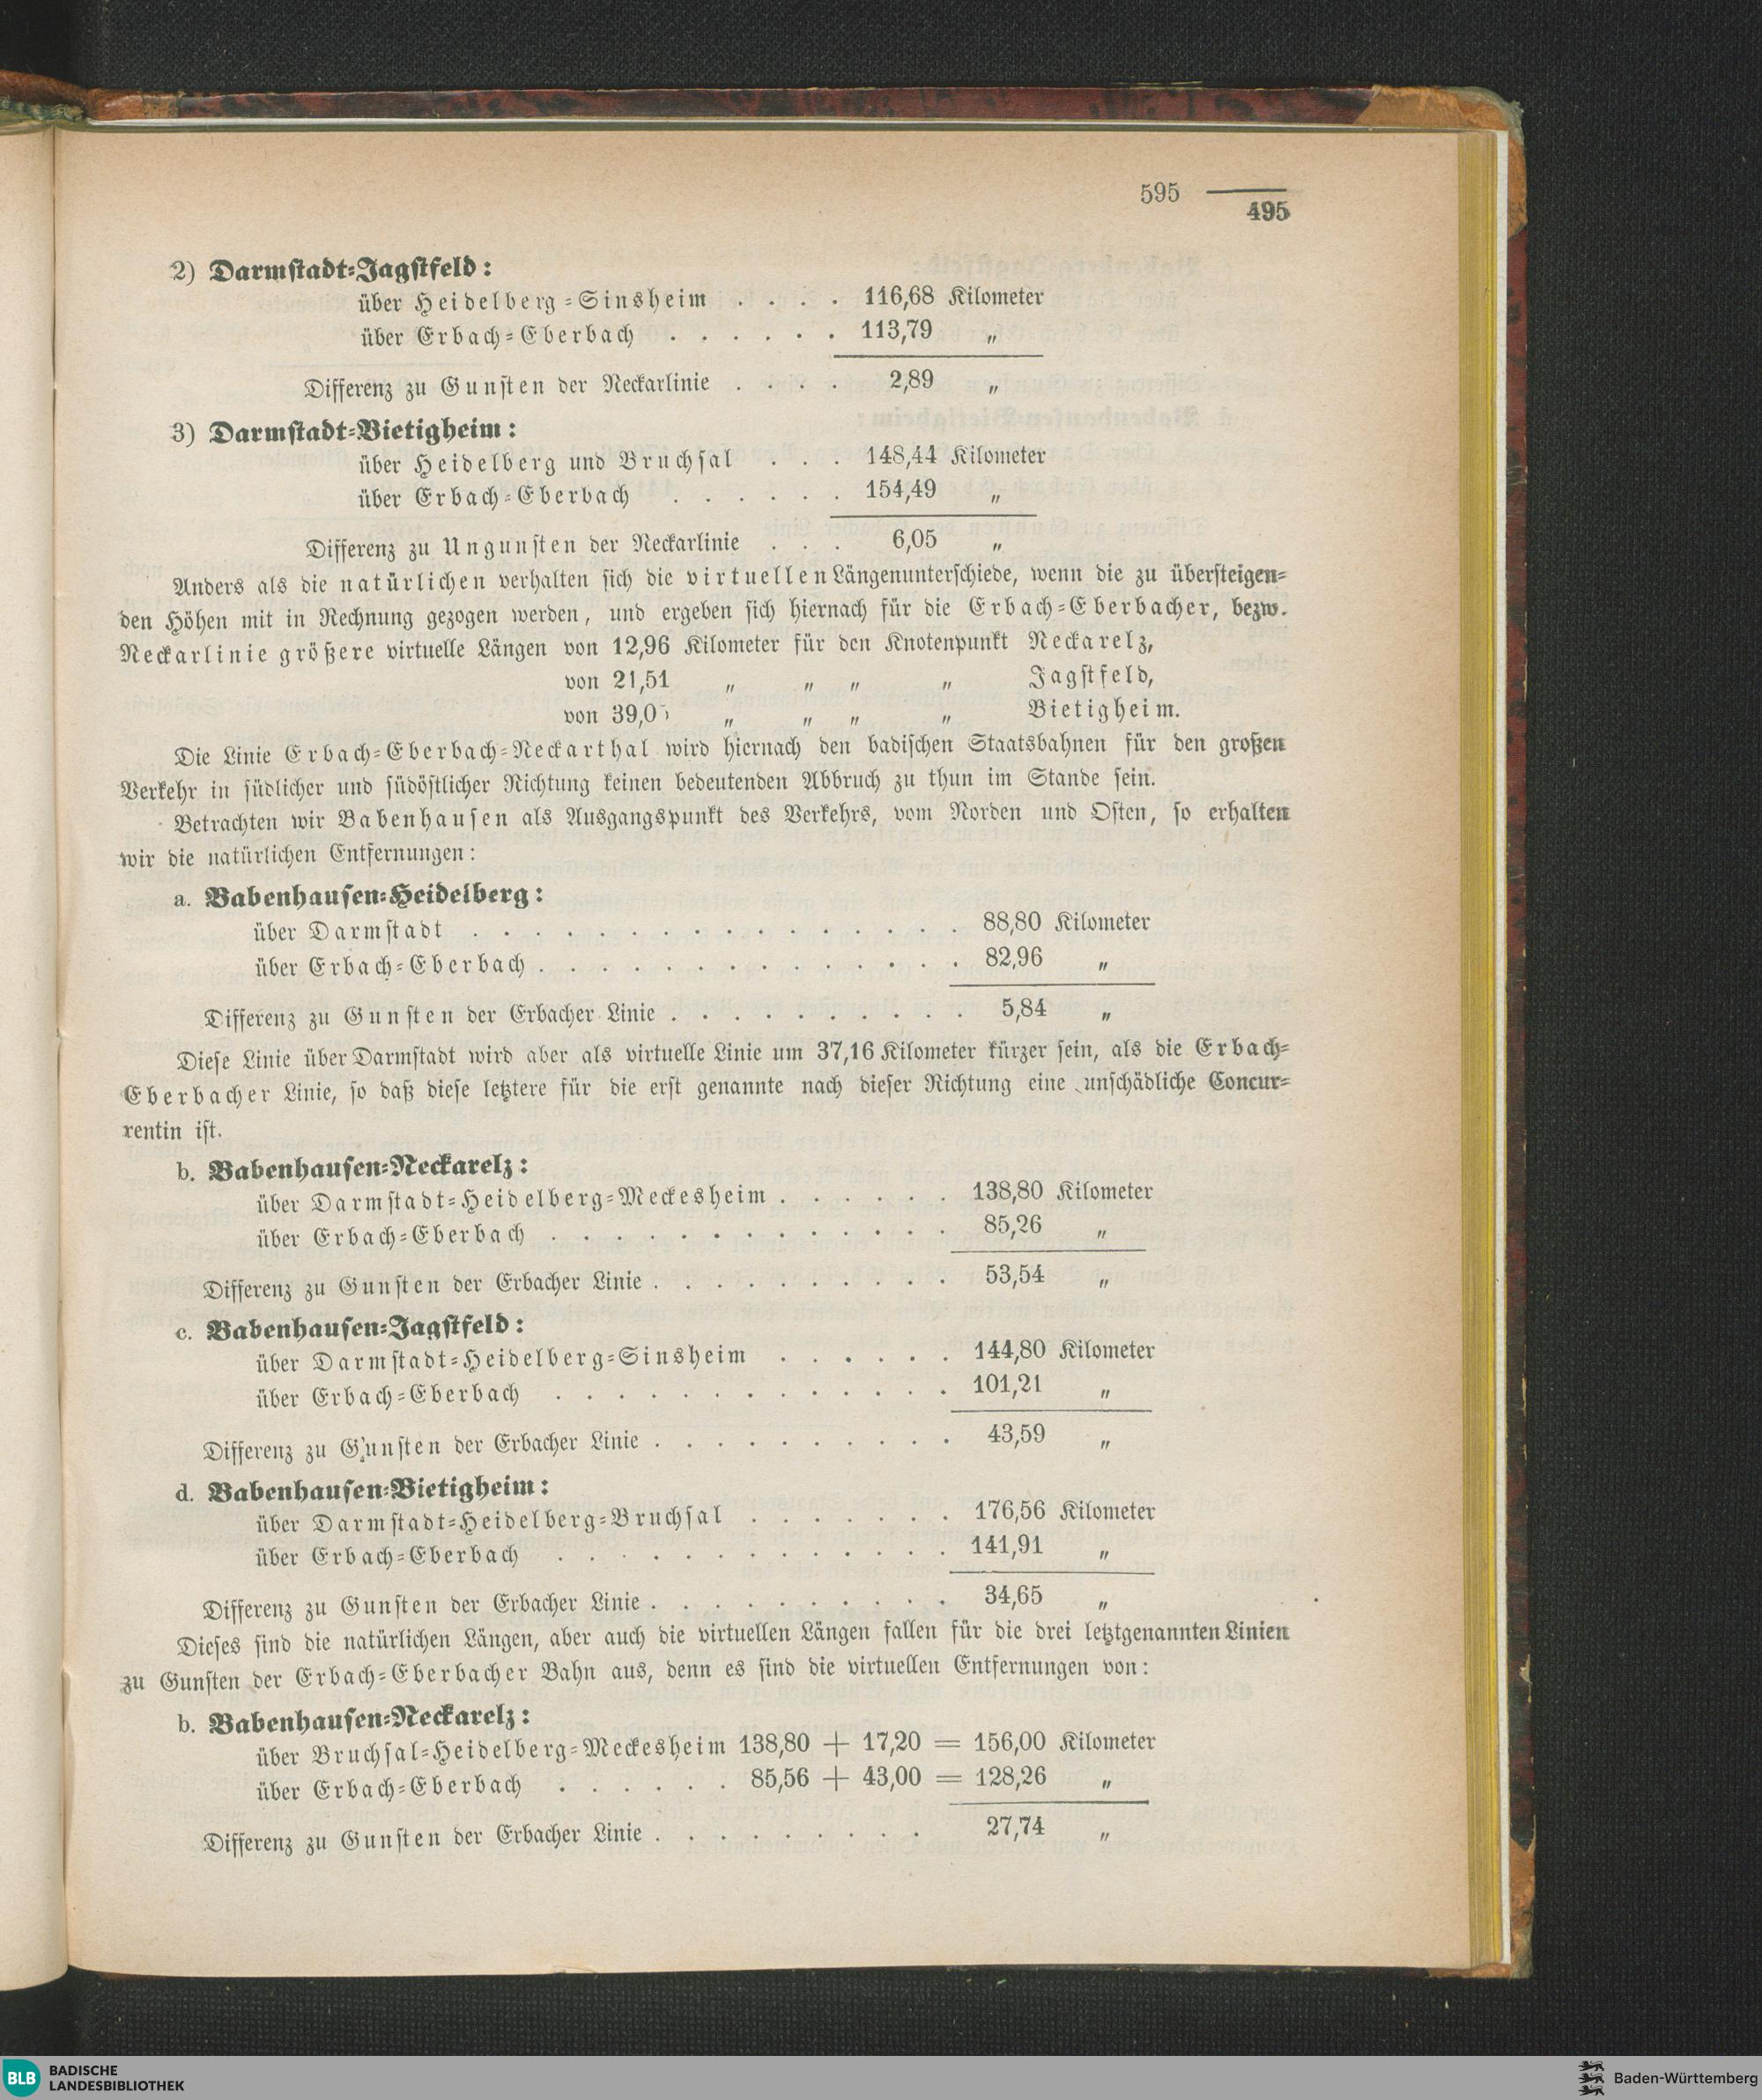 595
495
2) Darmstadt-Jagstfeld:
über Heidelberg-Sinsheim . . . . 116,68 Kilometer
über Erbach-Eberbach . . . . . . 113,79 „
Differenz zu Gunsten der Neckarlinie . . . . 2,89 „
3) Darmstadt-Bietigheim:
über Heidelberg und Bruchsal . . . 148,44 Kilometer
über Erbach-Eberbach . . . . . . 154,49 „
Differenz zu Ungunsten der Neckarlinie . . . 6,05 „
Anders als die natürlichen verhalten sich die virtuellen Längenunterschiede, wenn die zu übersteigen-
den Höhen mit in Rechnung gezogen werden, und ergeben sich hiernach für die Erbach-Eberbacher, bezw.
Neckarlinie größere virtuelle Längen von 12,96 Kilometer für den Knotenpunkt Neckarelz,
von 21,51 „ „ „ „ Jagstfeld,
von 39,05 „ „ „ „ Bietigheim.
Die Linie Erbach-Eberbach-Neckarthal wird hiernach den badischen Staatsbahnen für den großen
Verkehr in südlicher und südöstlicher Richtung keinen bedeutenden Abbruch zu thun im Stande sein.
Betrachten wir Babenhausen als Ausgangspunkt des Verkehrs, vom Norden und Osten, so erhalten
wir die natürlichen Entfernungen:
a. Babenhausen-Heidelberg:
über Darmstadt . . . . . . . . . . . . . . . . 88,80 Kilometer
über Erbach-Eberbach . . . . . . . . . . . . . . 82,96 „
Differenz zu Gunsten der Erbacher Linie . . . . . . . . . . 5,84 „
Diese Linie über Darmstadt wird aber als virtuelle Linie um 37,16 Kilometer kürzer sein, als die Erbach-
Eberbacher Linie, so daß diese letztere für die erst genannte nach dieser Richtung eine unschädliche Concur-
rentin ist.
b. Babenhausen-Neckarelz:
über Darmstadt-Heidelberg-Meckesheim . . . . . . 138,80 Kilometer
über Erbach-Eberbach . . . . . . . . . . . . . 85,26 „
Differenz zu Gunsten der Erbacher Linie . . . . . . . . . . 53,54 „
c. Babenhausen-Jagstfeld:
über Darmstadt-Heidelberg-Sinsheim . . . . . . 144,80 Kilometer
über Erbach-Eberbach . . . . . . . . . . . . . 101,21 „
Differenz zu Gunsten der Erbacher Linie . . . . . . . . . . 43,59 „
d. Babenhausen-Bietigheim:
über Darmstadt-Heidelberg-Bruchsal . . . . . . . 176,56 Kilometer
über Erbach-Eberbach . . . . . . . . . . . . . 141,91 „
Differenz zu Gunsten der Erbacher Linie . . . . . . . . . . 34,65 „
Dieses sind die natürlichen Längen, aber auch die virtuellen Längen fallen für die drei letztgenannten Linien
zu Gunsten der Erbach-Eberbacher Bahn aus, denn es sind die virtuellen Entfernungen von:
b. Babenhausen-Neckarelz:
über Bruchsal-Heidelberg-Meckesheim 138,80 + 17,20 = 156,00 Kilometer
über Erbach-Eberbach . . . . . . 85,56 + 43,00 = 128,26 „
Differenz zu Gunsten der Erbacher Linie . . . . . . . . . 27,74 „
BLB BADISCHE
LANDESBIBLIOTHEK
Baden-Württemberg